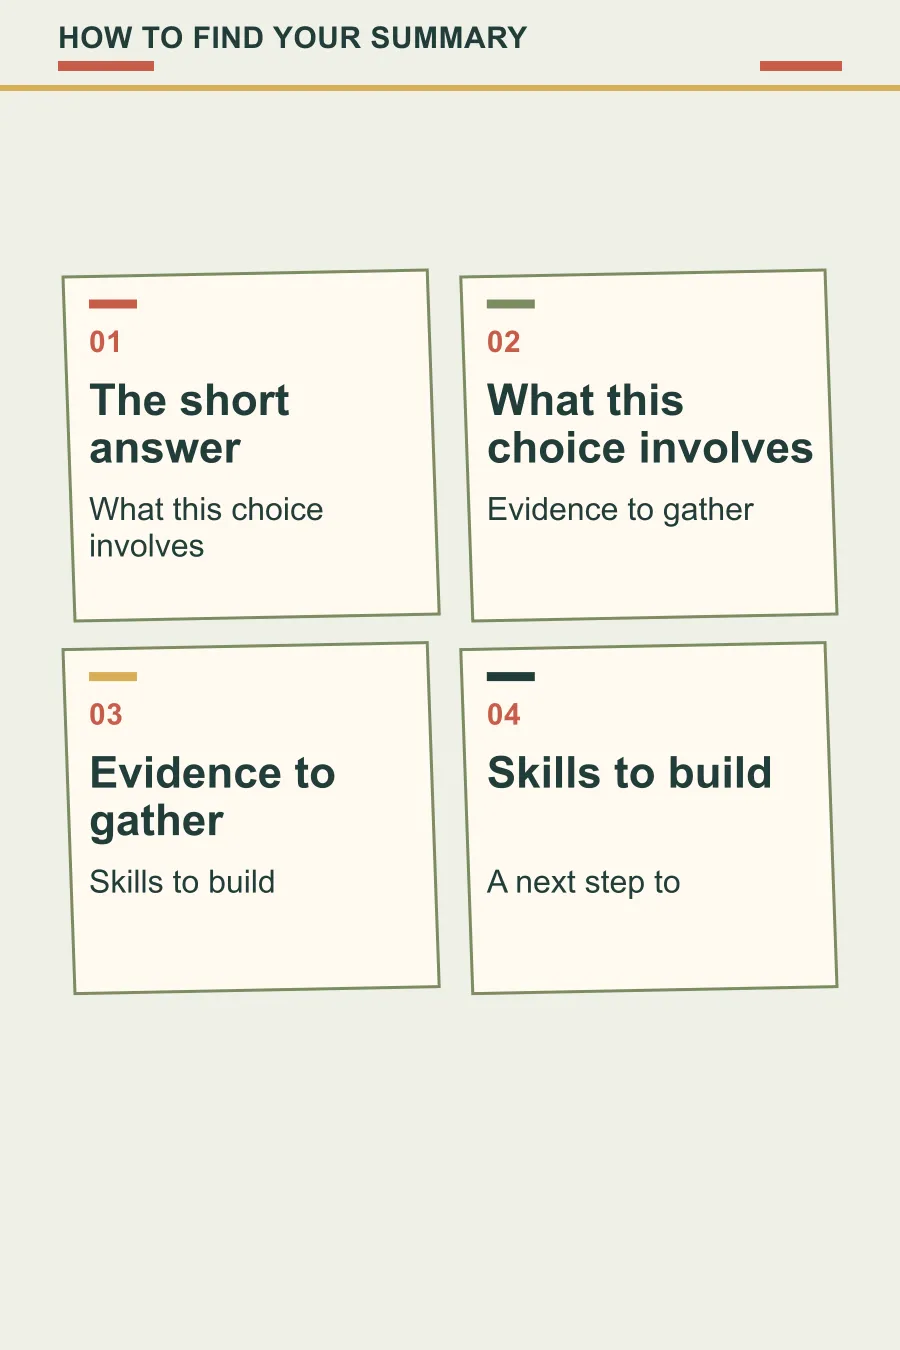 HOW TO FIND YOUR SUMMARY
01
The short
answer
What this choice
involves
02
What this
choice involves
Evidence to gather
03
Evidence to
gather
Skills to build
04
Skills to build
A next step to